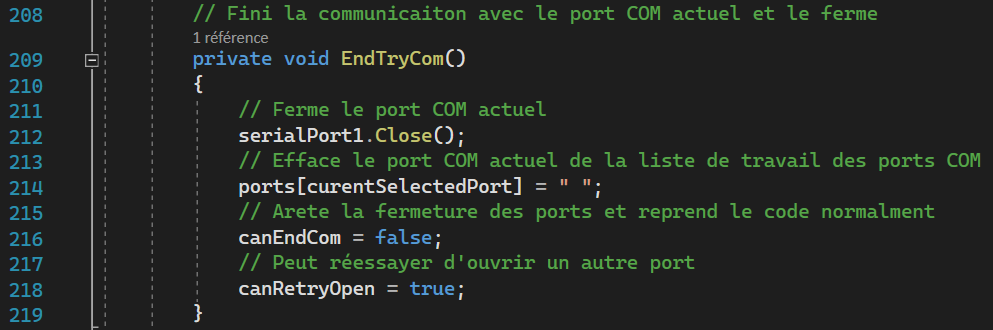 208 // Fini la communicaiton avec le port COM actuel et le ferme
1 référence
209 private void EndTryCom()
210 {
211 // Ferme le port COM actuel
212 serialPort1.Close();
213 // Efface le port COM actuel de la liste de travail des ports COM
214 ports[curentSelectedPort] = " ";
215 // Arete la fermeture des ports et reprend le code normalment
216 canEndCom = false;
217 // Peut réessayer d'ouvrir un autre port
218 canRetryOpen = true;
219 }